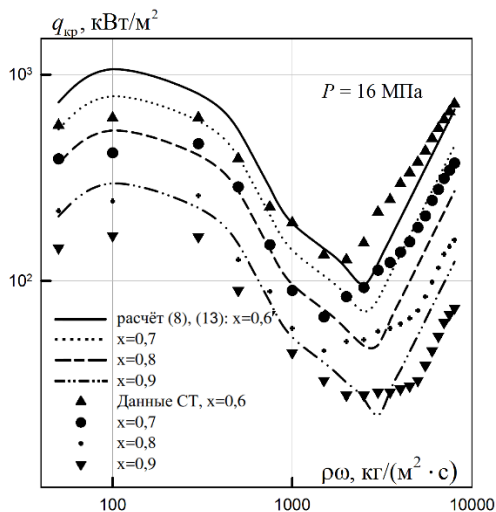 qкр, кВт/м²
10³
P = 16 МПа
10²
расчёт (8), (13): x=0,6
x=0,7
x=0,8
x=0,9
Данные СТ, x=0,6
x=0,7
x=0,8
x=0,9
ρω, кг/(м² · с)
100 1000 10000